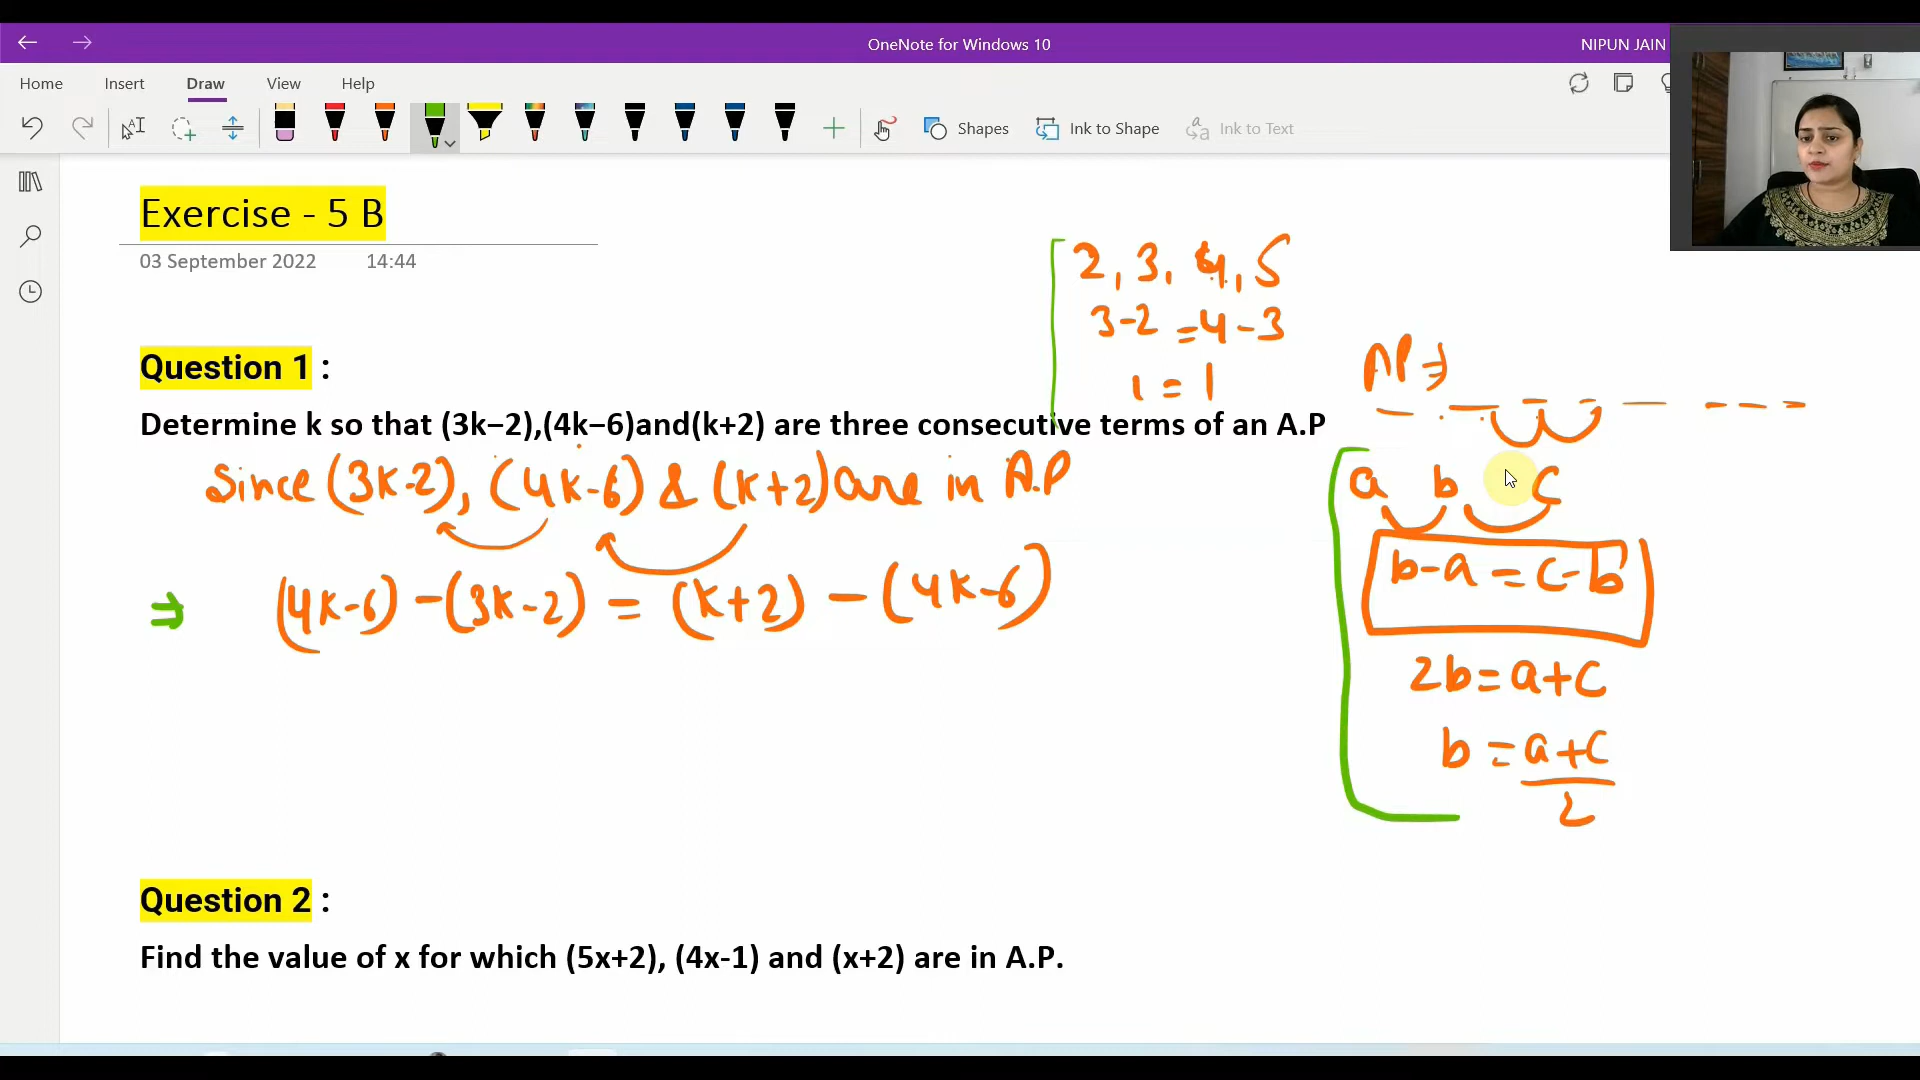 OneNote for Windows 10
NIPUN JAIN
Home Insert Draw View Help
Shapes Ink to Shape Ink to Text
Exercise - 5 B
03 September 2022 14:44
2, 3, 4, 5
3-2 = 4-3
1 = 1
AP ⇒
Question 1 :
Determine k so that (3k−2),(4k−6)and(k+2) are three consecutive terms of an A.P
Since (3k-2), (4k-6) & (k+2) are in A.P
⇒ (4k-6) - (3k-2) = (k+2) - (4k-6)
a b c
b-a = c-b
2b = a+c
b = a+c
2
Question 2 :
Find the value of x for which (5x+2), (4x-1) and (x+2) are in A.P.